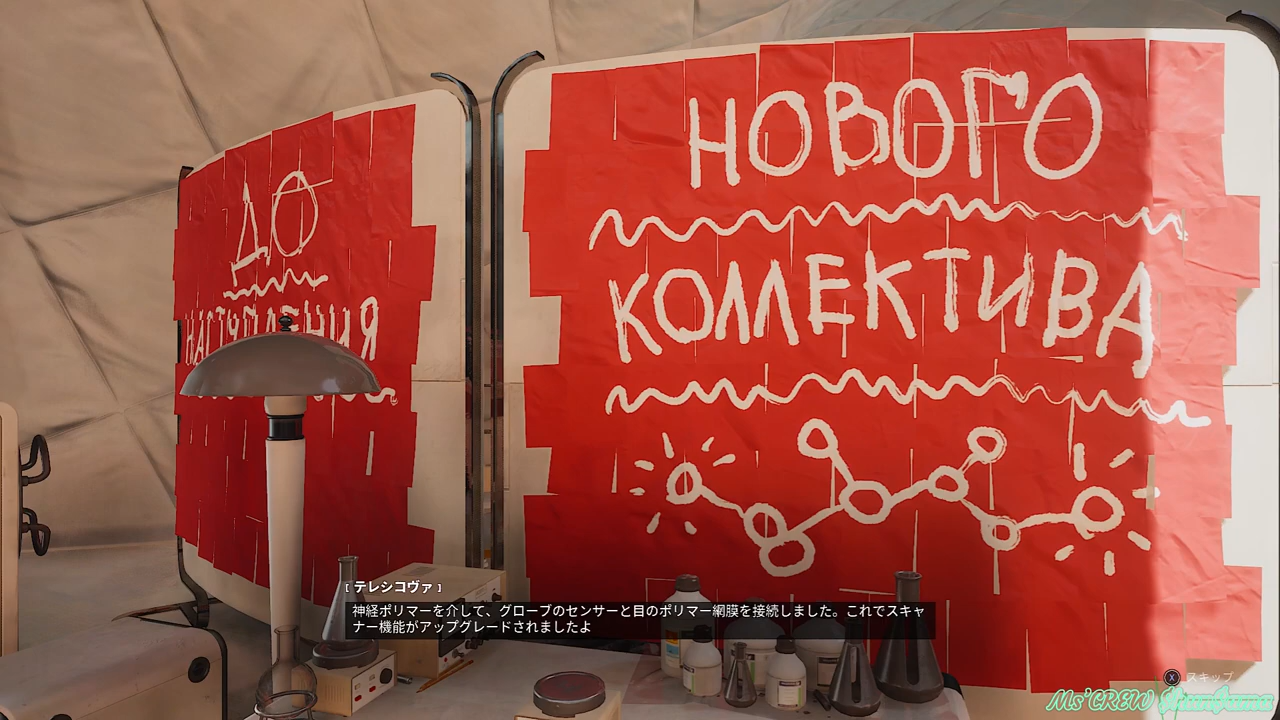 ДО
НАСТУПЛЕНИЯ
НОВОГО
КОЛЛЕКТИВА
[ テレシコヴァ ]
神経ポリマーを介して、グローブのセンサーと目のポリマー網膜を接続しました。これでスキャ
ナー機能がアップグレードされましたよ
X スキップ
Ms'CREW